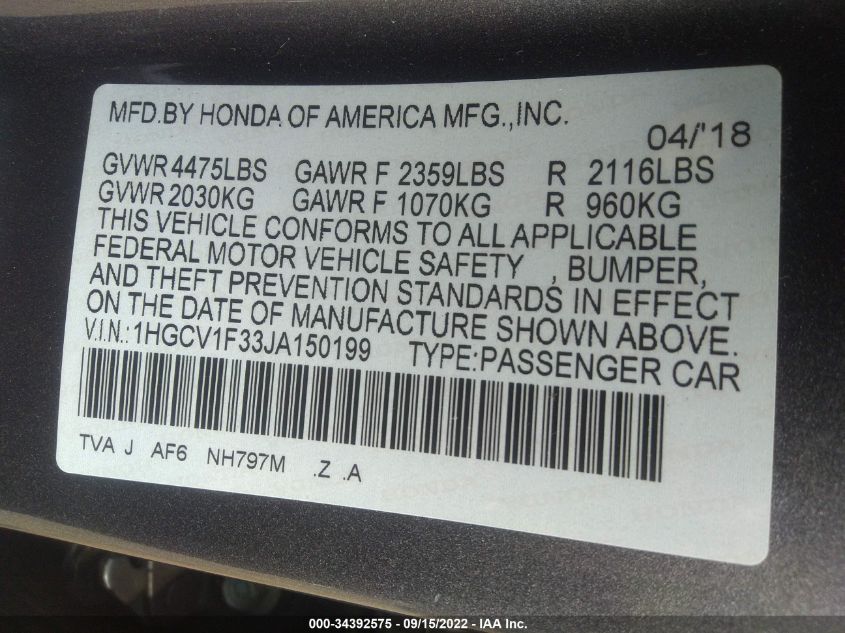 MFD.BY HONDA OF AMERICA MFG.,INC.
04/'18
GVWR 4475LBS GAWR F 2359LBS R 2116LBS
GVWR 2030KG GAWR F 1070KG R 960KG
THIS VEHICLE CONFORMS TO ALL APPLICABLE
FEDERAL MOTOR VEHICLE SAFETY , BUMPER,
AND THEFT PREVENTION STANDARDS IN EFFECT
ON THE DATE OF MANUFACTURE SHOWN ABOVE.
V.I.N.:1HGCV1F33JA150199 TYPE:PASSENGER CAR
TVA J AF6 NH797M .Z .A
000-34392575 - 09/15/2022 - IAA Inc.